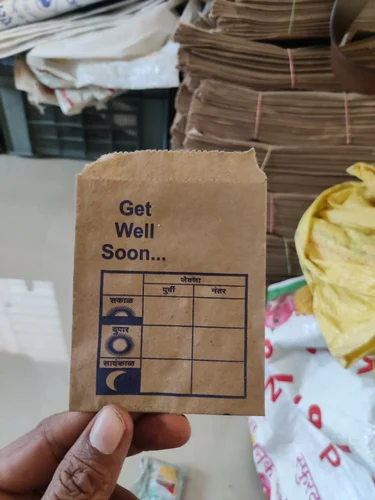 Get
Well
Soon...
जेवणा
पुर्वी नंतर
सकाळ
दुपार
सायंकाळ